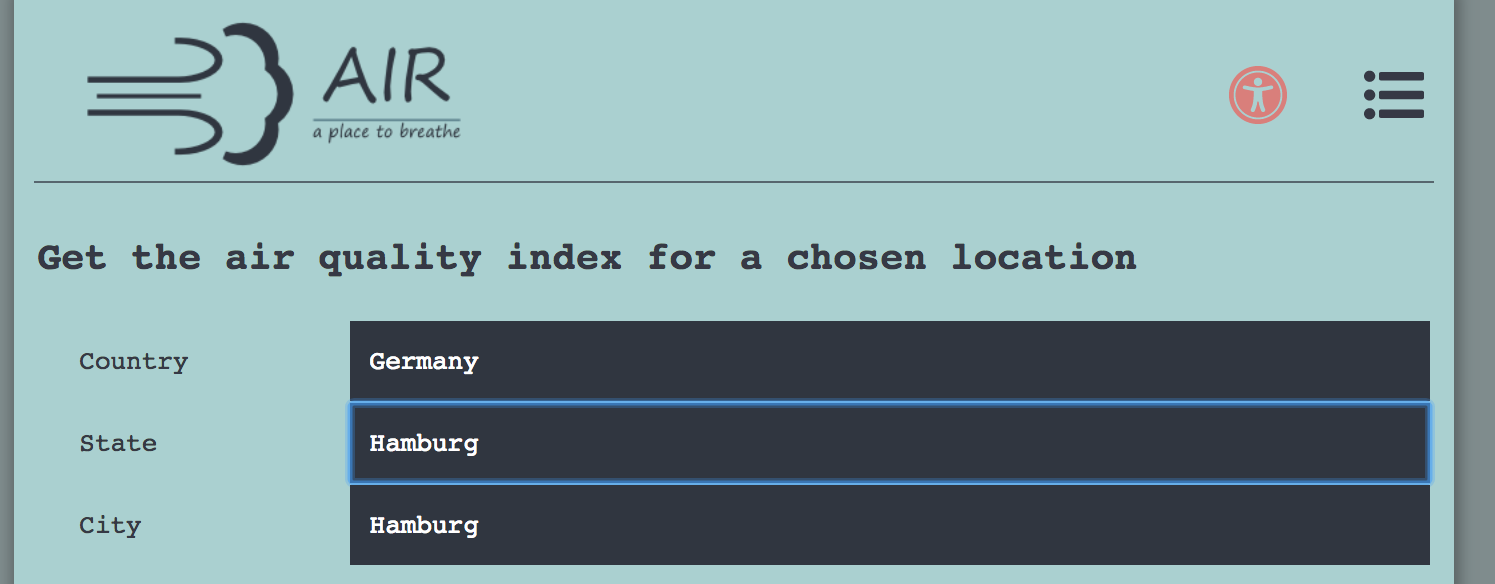 AIR
a place to breathe
Get the air quality index for a chosen location
Country Germany
State Hamburg
City Hamburg